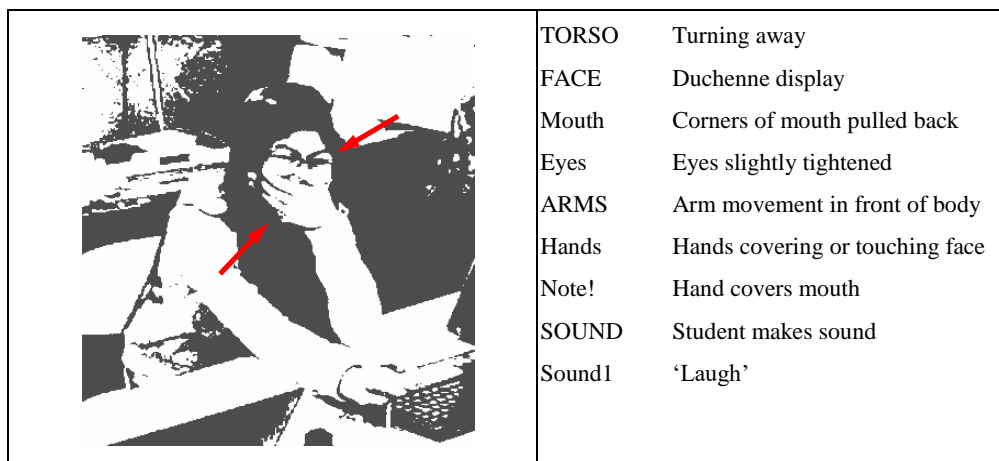 TORSO Turning away
FACE Duchenne display
Mouth Corners of mouth pulled back
Eyes Eyes slightly tightened
ARMS Arm movement in front of body
Hands Hands covering or touching face
Note! Hand covers mouth
SOUND Student makes sound
Sound1 ‘Laugh’